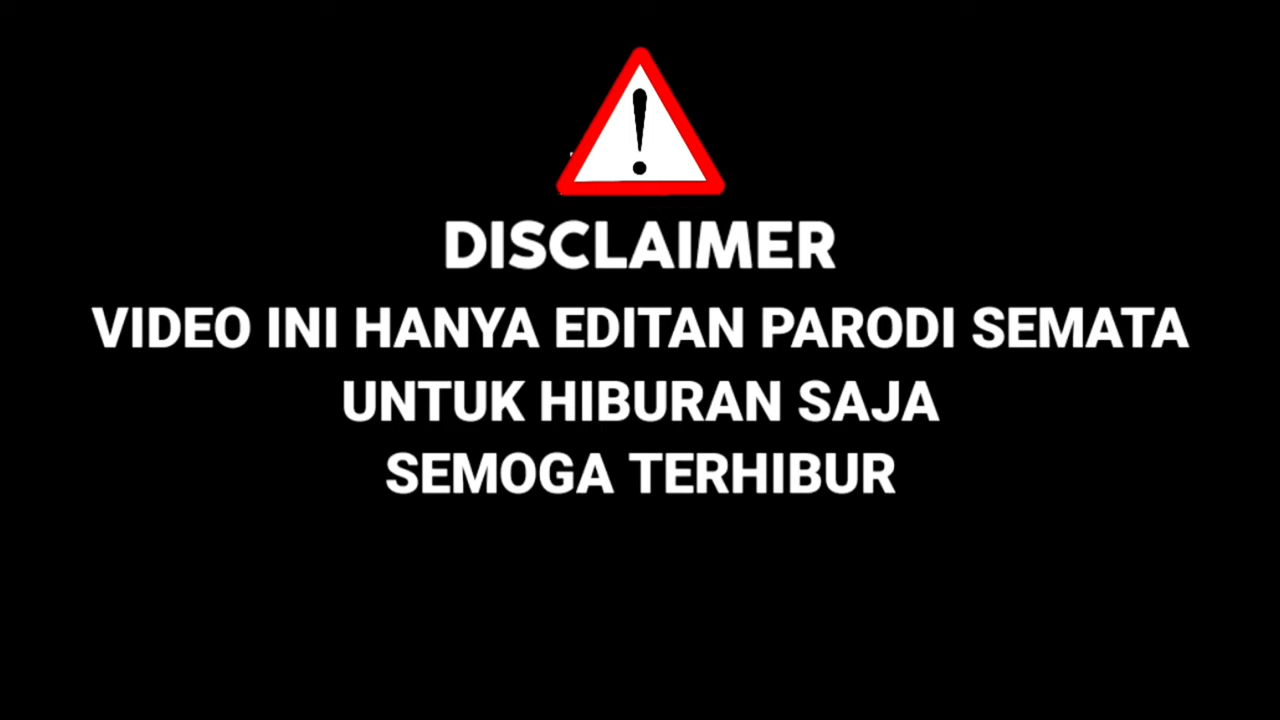 DISCLAIMER
VIDEO INI HANYA EDITAN PARODI SEMATA
UNTUK HIBURAN SAJA
SEMOGA TERHIBUR